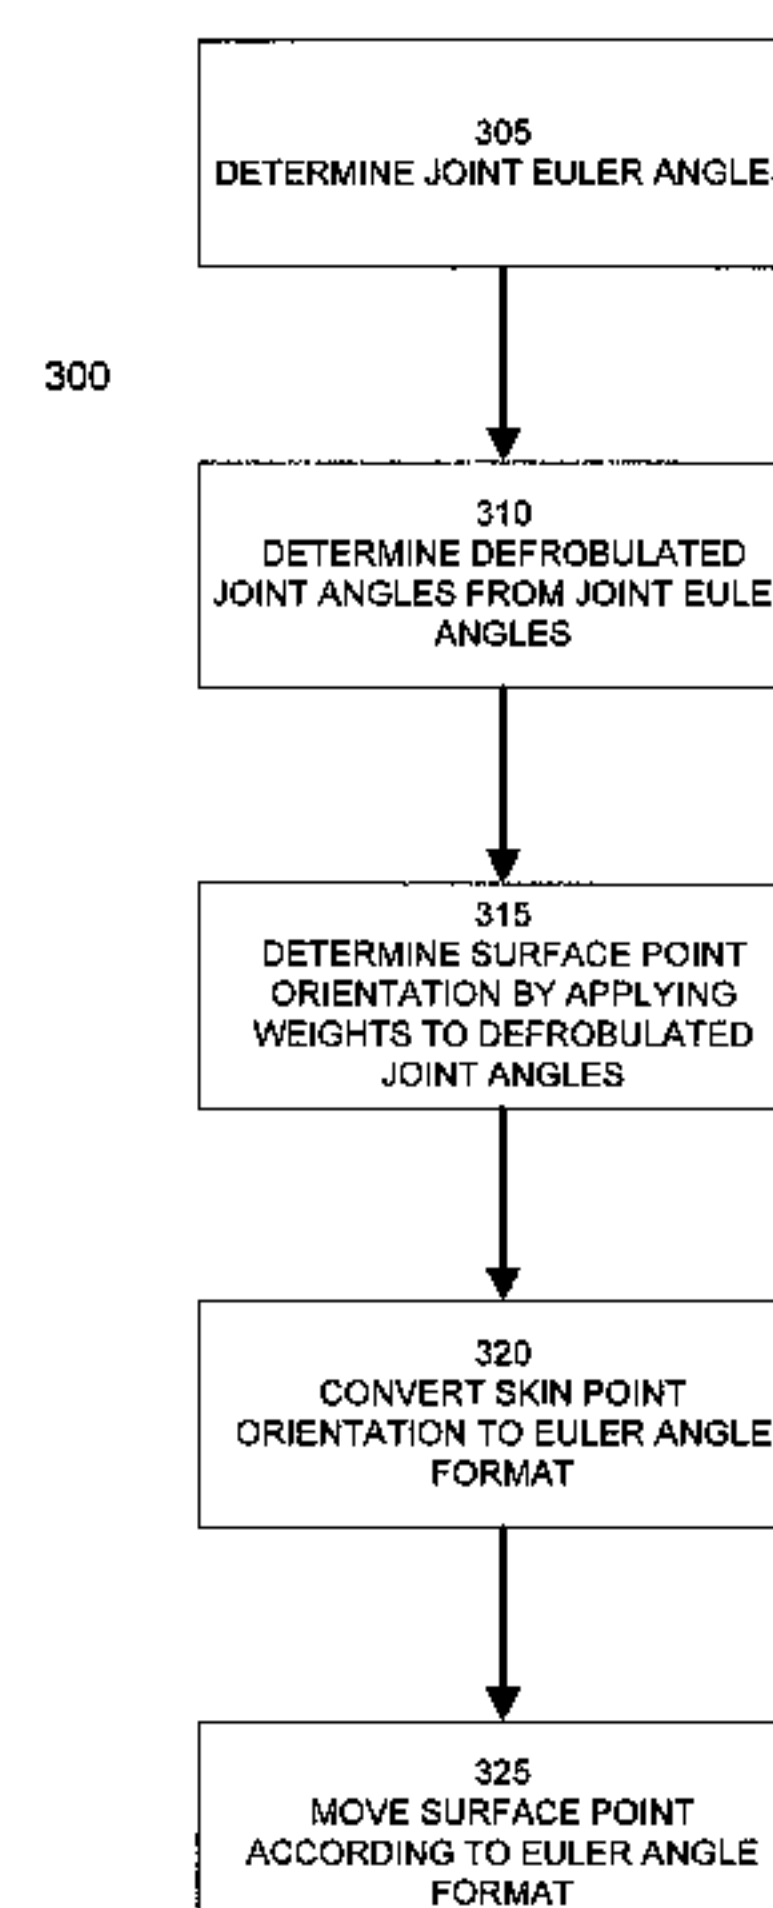 305
DETERMINE JOINT EULER ANGLE
300
310
DETERMINE DEFROBULATED
JOINT ANGLES FROM JOINT EULE
ANGLES
315
DETERMINE SURFACE POINT
ORIENTATION BY APPLYING
WEIGHTS TO DEFROBULATED
JOINT ANGLES
320
CONVERT SKIN POINT
ORIENTATION TO EULER ANGLE
FORMAT
325
MOVE SURFACE POINT
ACCORDING TO EULER ANGLE
FORMAT